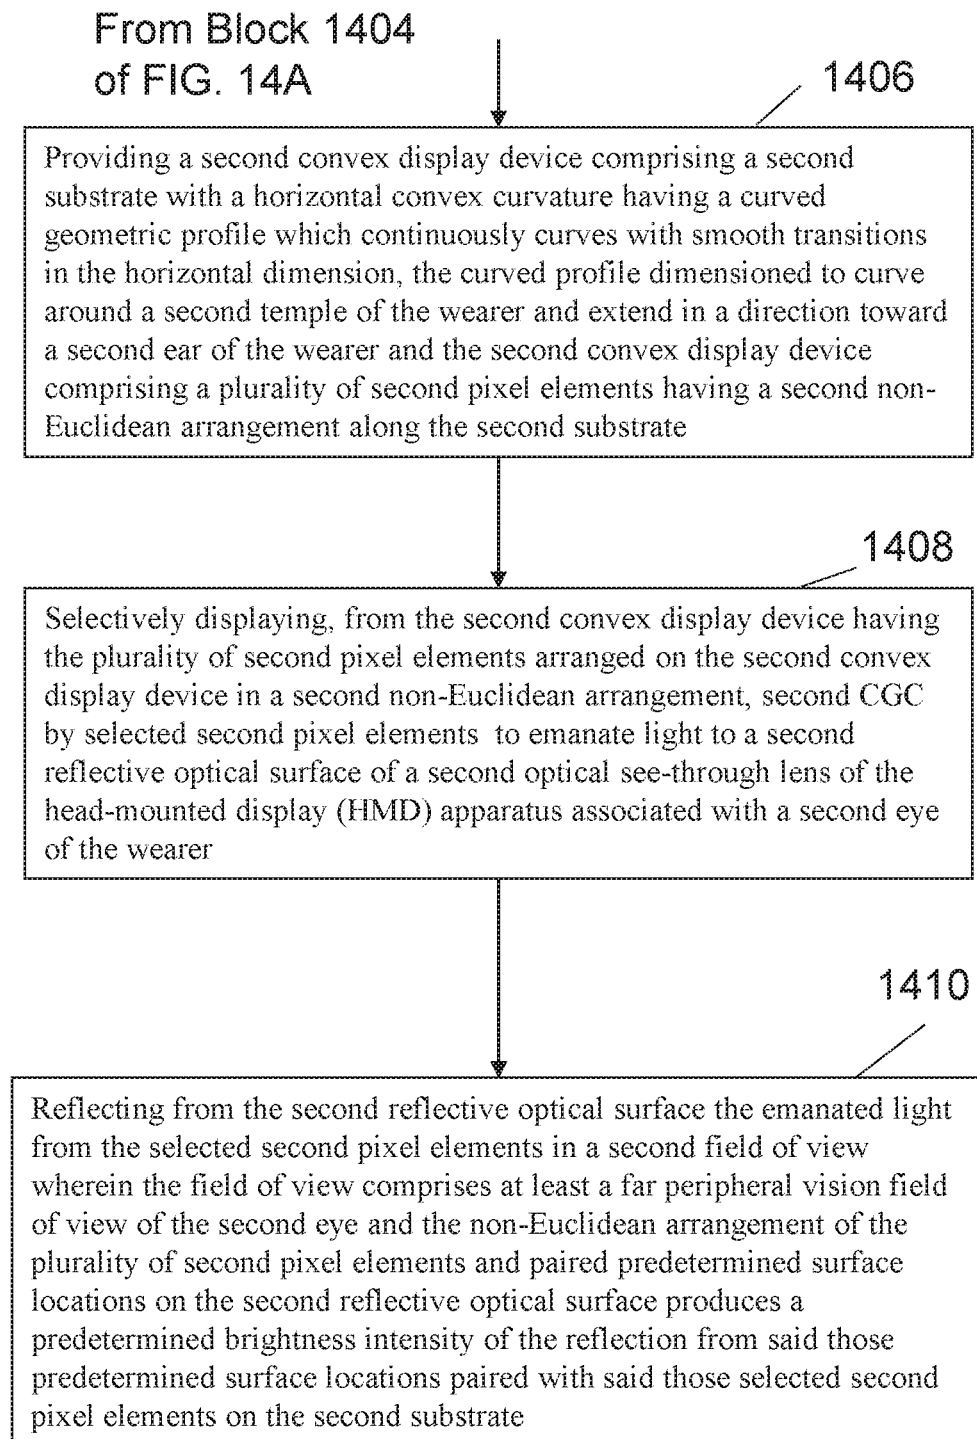 From Block 1404
of FIG. 14A
1406
Providing a second convex display device comprising a second
substrate with a horizontal convex curvature having a curved
geometric profile which continuously curves with smooth transitions
in the horizontal dimension, the curved profile dimensioned to curve
around a second temple of the wearer and extend in a direction toward
a second ear of the wearer and the second convex display device
comprising a plurality of second pixel elements having a second non-
Euclidean arrangement along the second substrate
1408
Selectively displaying, from the second convex display device having
the plurality of second pixel elements arranged on the second convex
display device in a second non-Euclidean arrangement, second CGC
by selected second pixel elements to emanate light to a second
reflective optical surface of a second optical see-through lens of the
head-mounted display (HMD) apparatus associated with a second eye
of the wearer
1410
Reflecting from the second reflective optical surface the emanated light
from the selected second pixel elements in a second field of view
wherein the field of view comprises at least a far peripheral vision field
of view of the second eye and the non-Euclidean arrangement of the
plurality of second pixel elements and paired predetermined surface
locations on the second reflective optical surface produces a
predetermined brightness intensity of the reflection from said those
predetermined surface locations paired with said those selected second
pixel elements on the second substrate